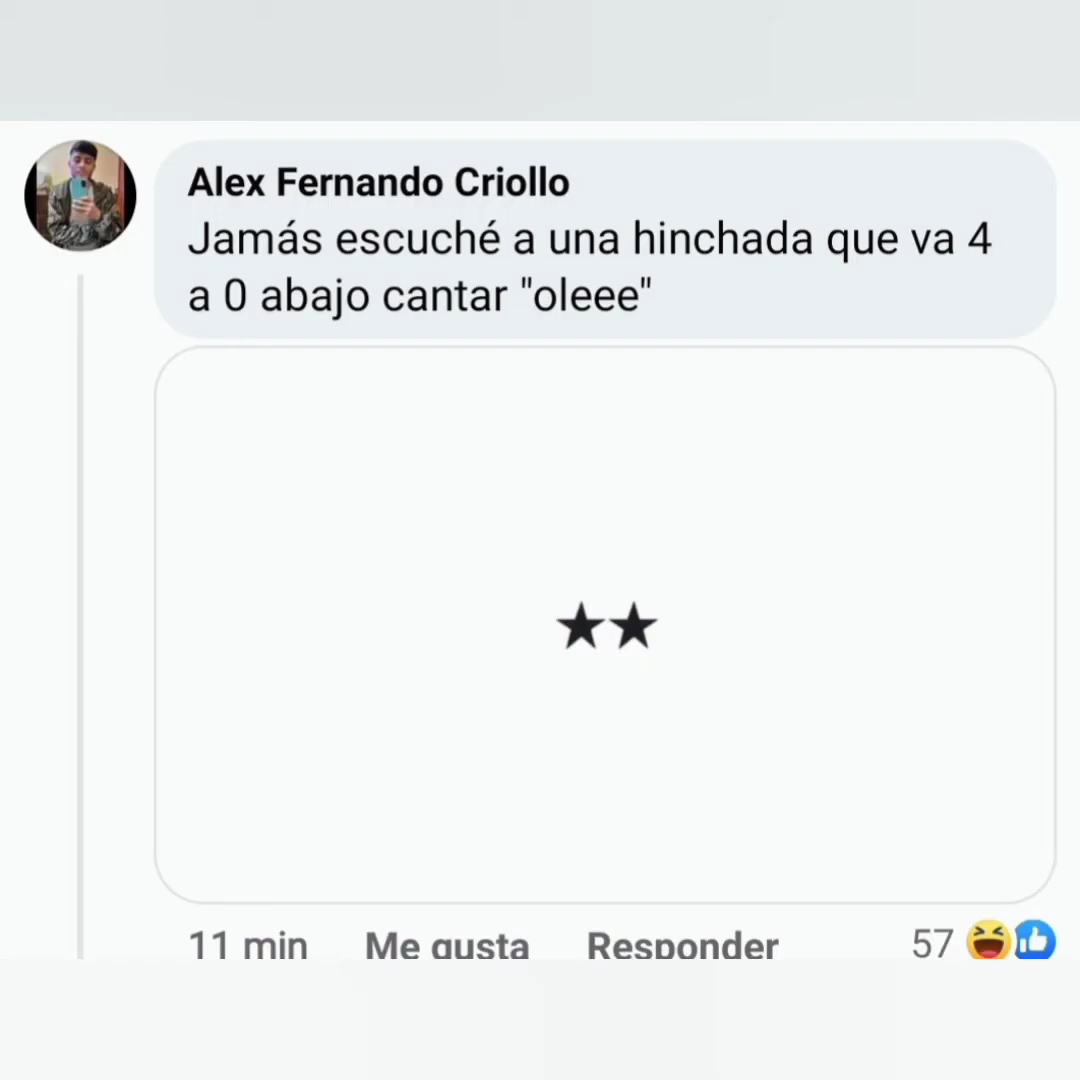 Alex Fernando Criollo
Jamás escuché a una hinchada que va 4
a 0 abajo cantar "oleee"
★★
11 min Me gusta Responder 57